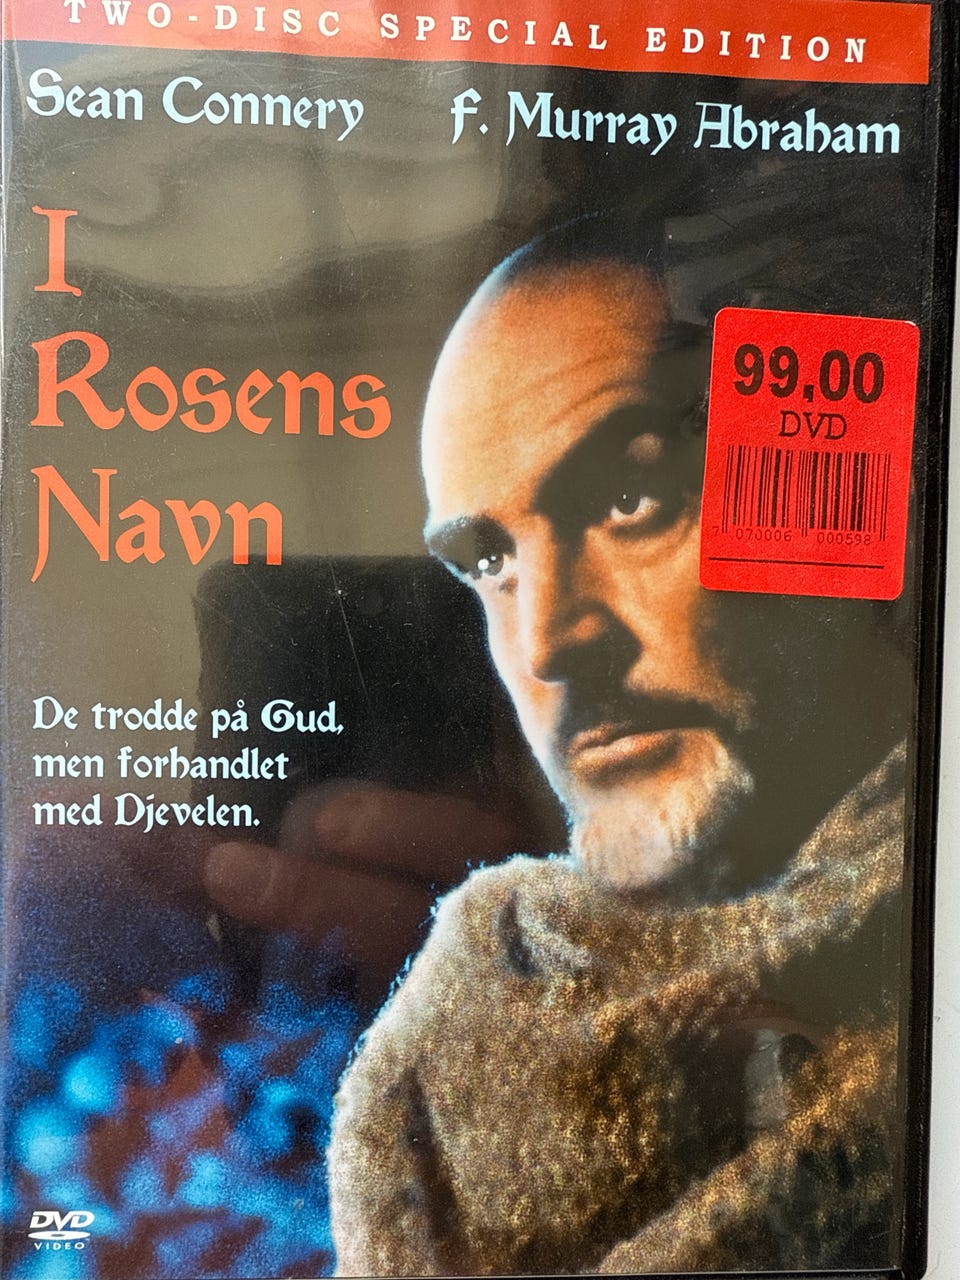 TWO-DISC SPECIAL EDITION
Sean Connery F. Murray Abraham
I
Rosens
Navn
99,00
DVD
7 070006 000598
De trodde på Gud,
men forhandlet
med Djevelen.
DVD
VIDEO